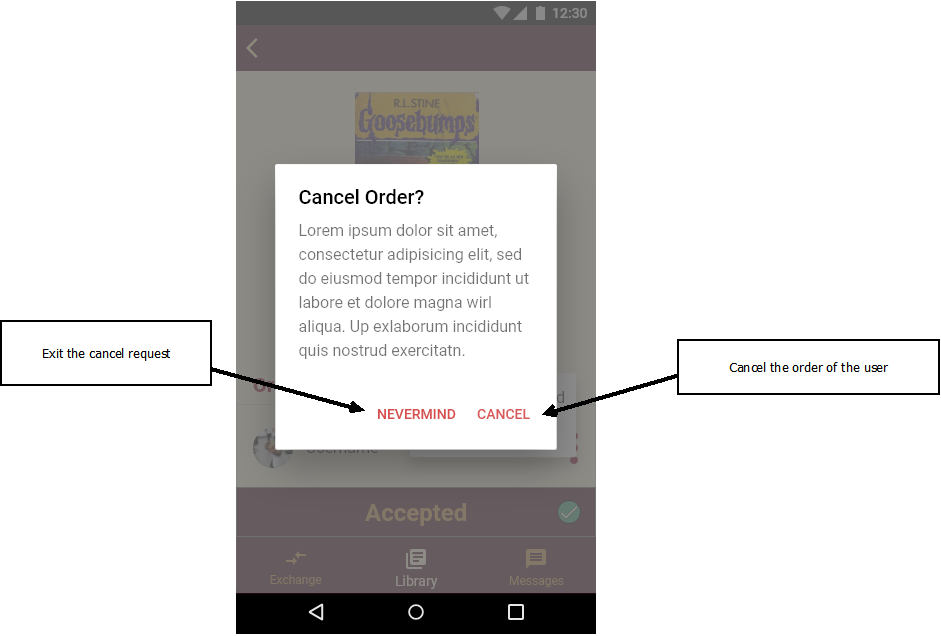 12:30
R.L. STINE
Goosebumps
Cancel Order?
Lorem ipsum dolor sit amet,
consectetur adipisicing elit, sed
do eiusmod tempor incididunt ut
labore et dolore magna wirl
aliqua. Up exlaborum incididunt
quis nostrud exercitatn.
Exit the cancel request
Cancel the order of the user
NEVERMIND CANCEL
Username
Accepted
Exchange Library Messages